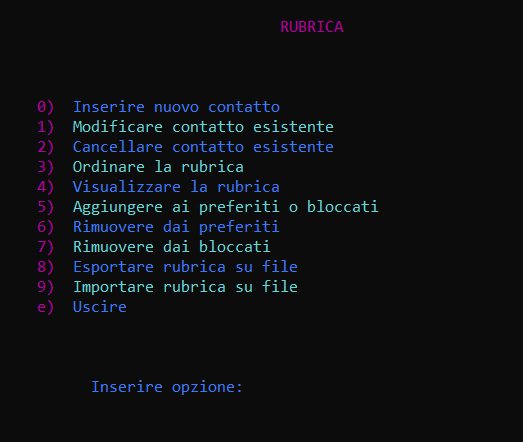 RUBRICA
0) Inserire nuovo contatto
1) Modificare contatto esistente
2) Cancellare contatto esistente
3) Ordinare la rubrica
4) Visualizzare la rubrica
5) Aggiungere ai preferiti o bloccati
6) Rimuovere dai preferiti
7) Rimuovere dai bloccati
8) Esportare rubrica su file
9) Importare rubrica su file
e) Uscire
Inserire opzione: